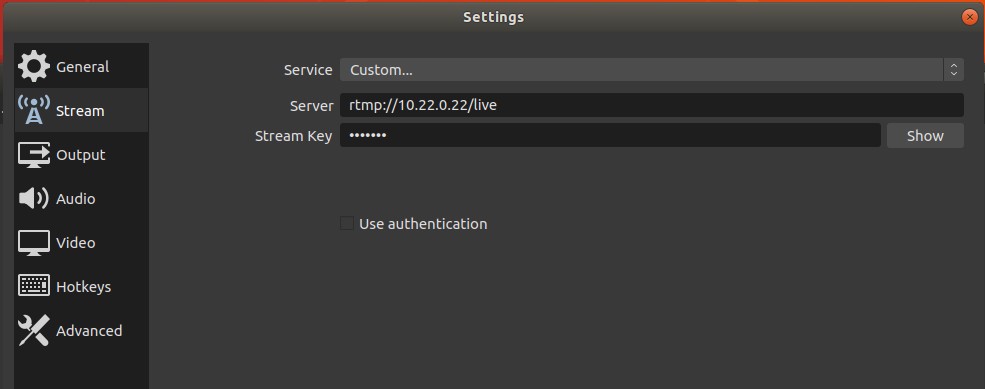 Settings
General
Service Custom...
Server rtmp://10.22.0.22/live
Stream
Stream Key ••••••• Show
Output
Audio
Use authentication
Video
Hotkeys
Advanced